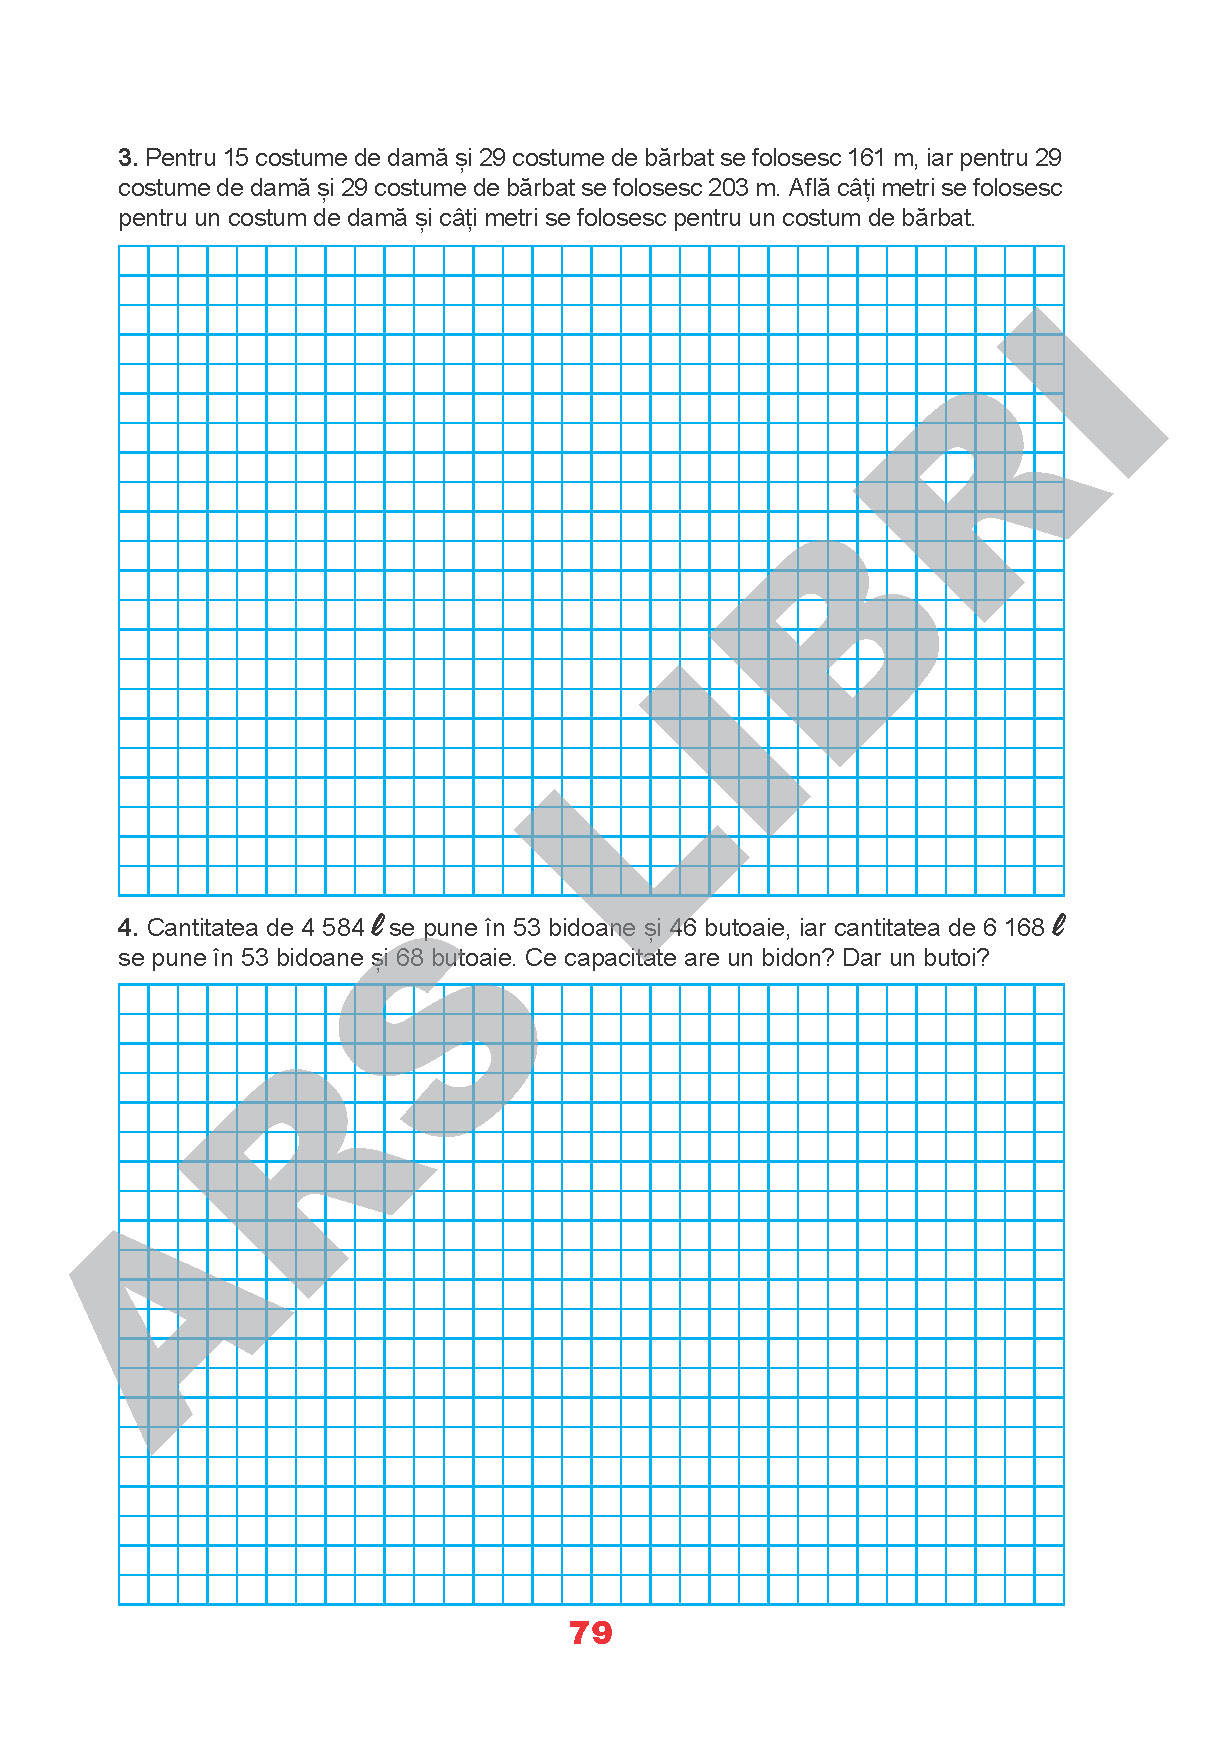 3. Pentru 15 costume de damă și 29 costume de bărbat se folosesc 161 m, iar pentru 29
costume de damă și 29 costume de bărbat se folosesc 203 m. Află câți metri se folosesc
pentru un costum de damă și câți metri se folosesc pentru un costum de bărbat.
4. Cantitatea de 4 584 ℓ se pune în 53 bidoane și 46 butoaie, iar cantitatea de 6 168 ℓ
se pune în 53 bidoane și 68 butoaie. Ce capacitate are un bidon? Dar un butoi?
ARS LIBRI
79